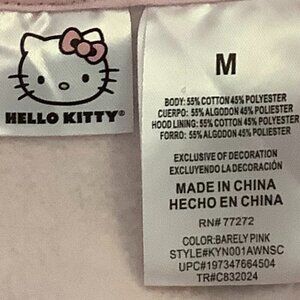 HELLO KITTY®
M
BODY: 55% COTTON 45% POLYESTER
CUERPO: 55% ALGODON 45% POLIESTER
HOOD LINING: 55% COTTON 45% POLYESTER
FORRO: 55% ALGODON 45% POLIESTER
EXCLUSIVE OF DECORATION
EXCLUYENDO LA DECORACIÓN
MADE IN CHINA
HECHO EN CHINA
RN# 77272
COLOR:BARELY PINK
STYLE#KYN001AWNSC
UPC#197347664504
TR#C832024